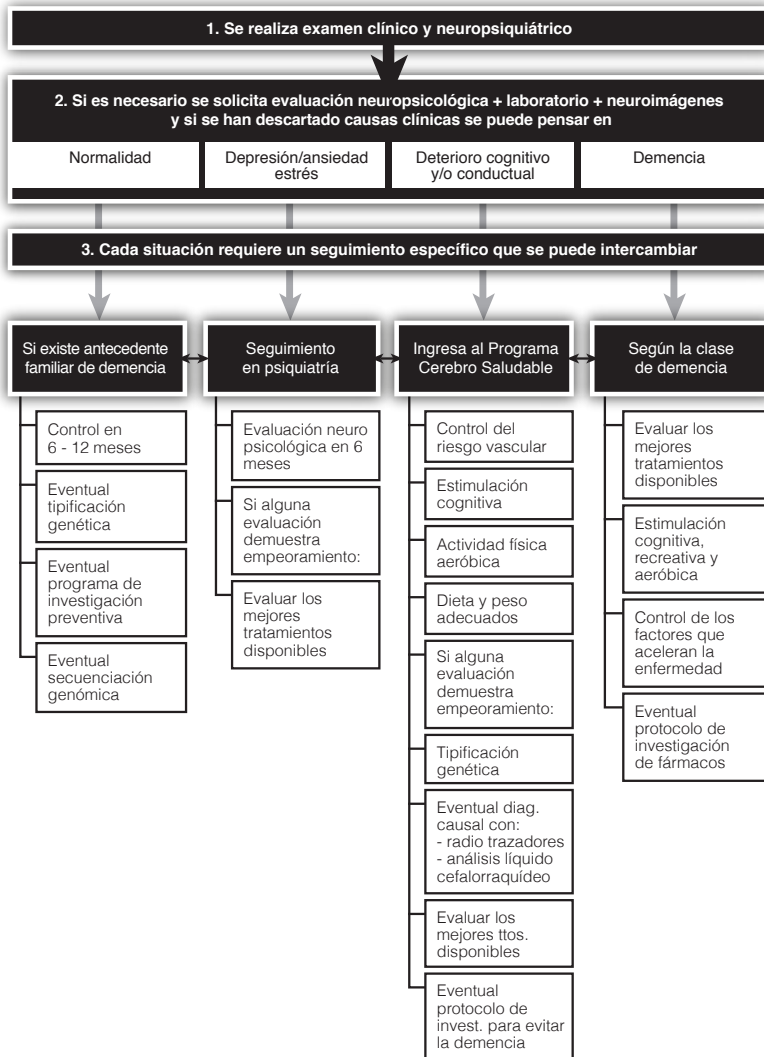 1. Se realiza examen clínico y neuropsiquiátrico
2. Si es necesario se solicita evaluación neuropsicológica + laboratorio + neuroimágenes
y si se han descartado causas clínicas se puede pensar en
Normalidad
Depresión/ansiedad
estrés
Deterioro cognitivo
y/o conductual
Demencia
3. Cada situación requiere un seguimiento específico que se puede intercambiar
Si existe antecedente
familiar de demencia
Control en
6 - 12 meses
Eventual
tipificación
genética
Eventual
programa de
investigación
preventiva
Eventual
secuenciación
genómica
Seguimiento
en psiquiatría
Evaluación neuro
psicológica en 6
meses
Si alguna
evaluación
demuestra
empeoramiento:
Evaluar los
mejores
tratamientos
disponibles
Ingresa al Programa
Cerebro Saludable
Control del
riesgo vascular
Estimulación
cognitiva
Actividad física
aeróbica
Dieta y peso
adecuados
Si alguna
evaluación
demuestra
empeoramiento:
Tipificación
genética
Eventual diag.
causal con:
- radio trazadores
- análisis líquido
cefalorraquídeo
Evaluar los
mejores ttos.
disponibles
Eventual
protocolo de
invest. para evitar
la demencia
Según la clase
de demencia
Evaluar los
mejores
tratamientos
disponibles
Estimulación
cognitiva,
recreativa y
aeróbica
Control de los
factores que
aceleran la
enfermedad
Eventual
protocolo de
investigación
de fármacos